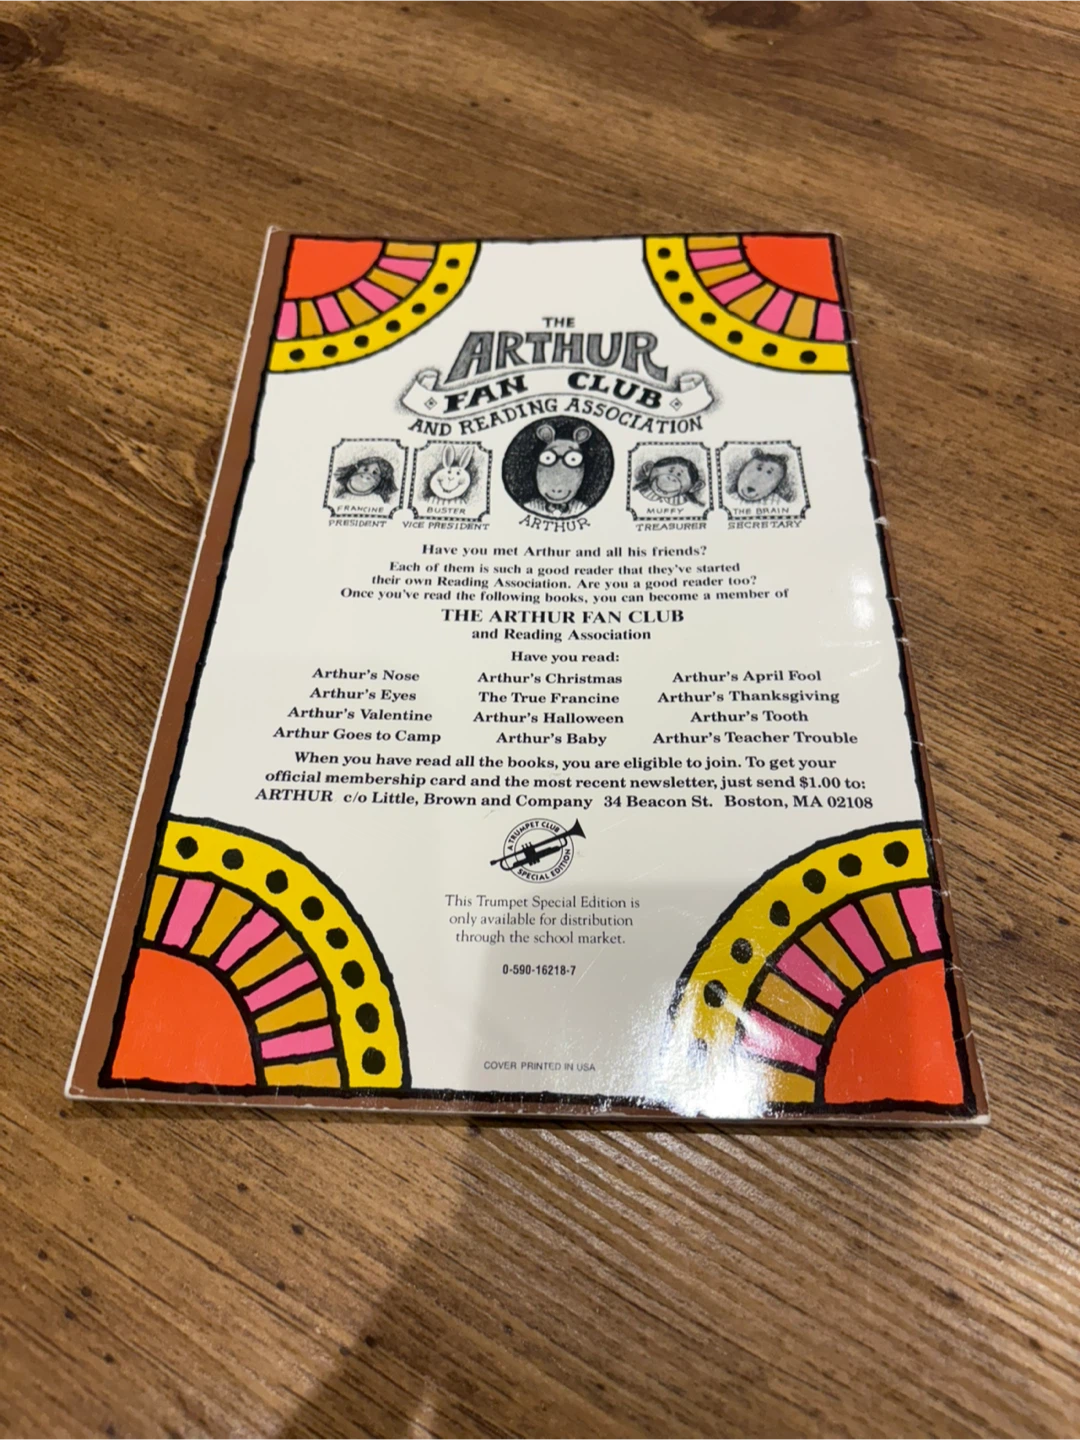 THE
ARTHUR
FAN CLUB
AND READING ASSOCIATION
FRANCINE
PRESIDENT
BUSTER
VICE PRESIDENT
ARTHUR
MUFFY
TREASURER
THE BRAIN
SECRETARY
Have you met Arthur and all his friends?
Each of them is such a good reader that they've started
their own Reading Association. Are you a good reader too?
Once you've read the following books, you can become a member of
THE ARTHUR FAN CLUB
and Reading Association
Have you read:
Arthur's Nose Arthur's Christmas Arthur's April Fool
Arthur's Eyes The True Francine Arthur's Thanksgiving
Arthur's Valentine Arthur's Halloween Arthur's Tooth
Arthur Goes to Camp Arthur's Baby Arthur's Teacher Trouble
When you have read all the books, you are eligible to join. To get your
official membership card and the most recent newsletter, just send $1.00 to:
ARTHUR c/o Little, Brown and Company 34 Beacon St. Boston, MA 02108
A TRUMPET CLUB
SPECIAL EDITION
This Trumpet Special Edition is
only available for distribution
through the school market.
0-590-16218-7
COVER PRINTED IN USA